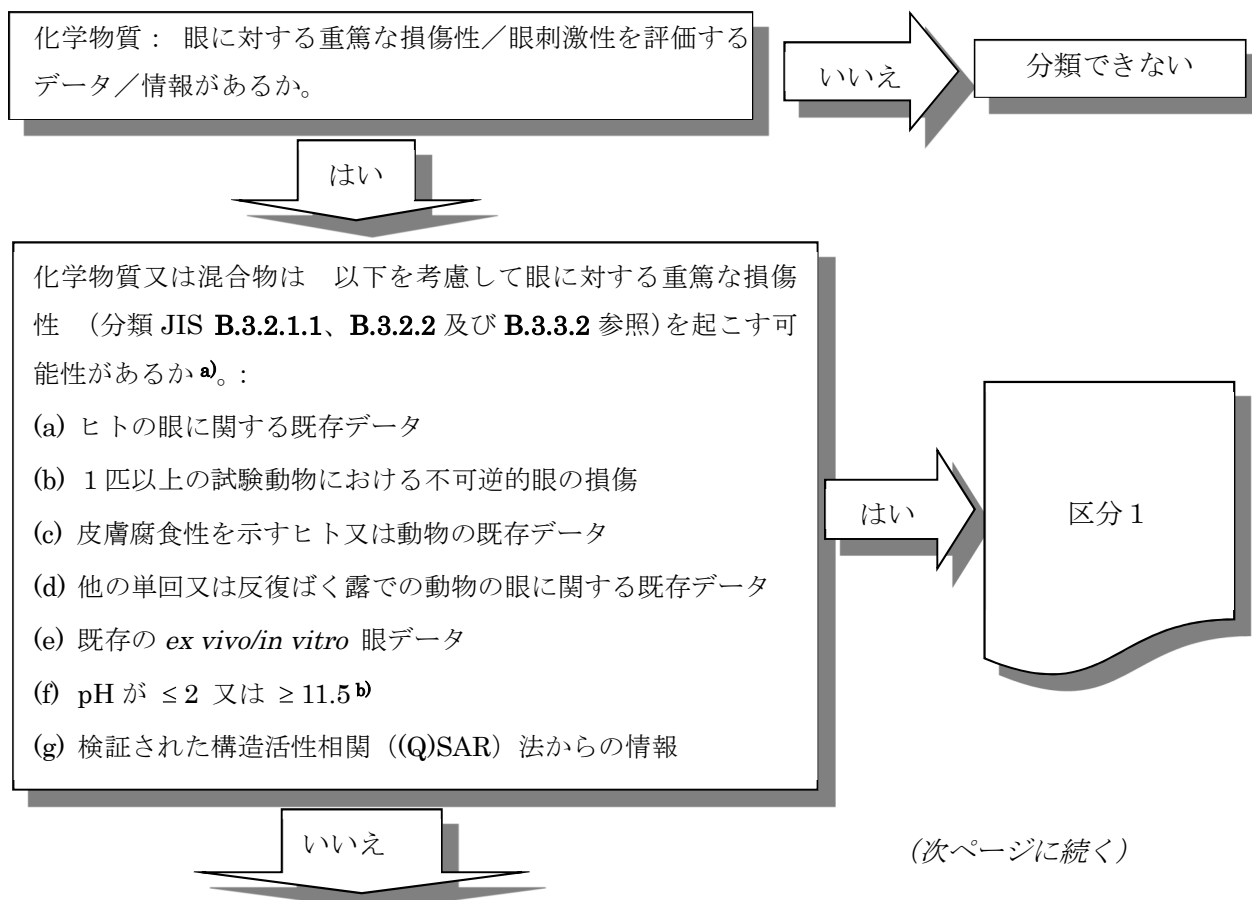 化学物質： 眼に対する重篤な損傷性／眼刺激性を評価する
データ／情報があるか。
いいえ
分類できない
はい
化学物質又は混合物は　以下を考慮して眼に対する重篤な損傷
性 （分類 JIS B.3.2.1.1、B.3.2.2 及び B.3.3.2 参照）を起こす可
能性があるか a)。:
(a) ヒトの眼に関する既存データ
(b) １匹以上の試験動物における不可逆的眼の損傷
(c) 皮膚腐食性を示すヒト又は動物の既存データ
(d) 他の単回又は反復ばく露での動物の眼に関する既存データ
(e) 既存の ex vivo/in vitro 眼データ
(f) pH が ≤ 2 又は ≥ 11.5 b)
(g) 検証された構造活性相関（(Q)SAR）法からの情報
はい
区分１
いいえ
（次ページに続く）